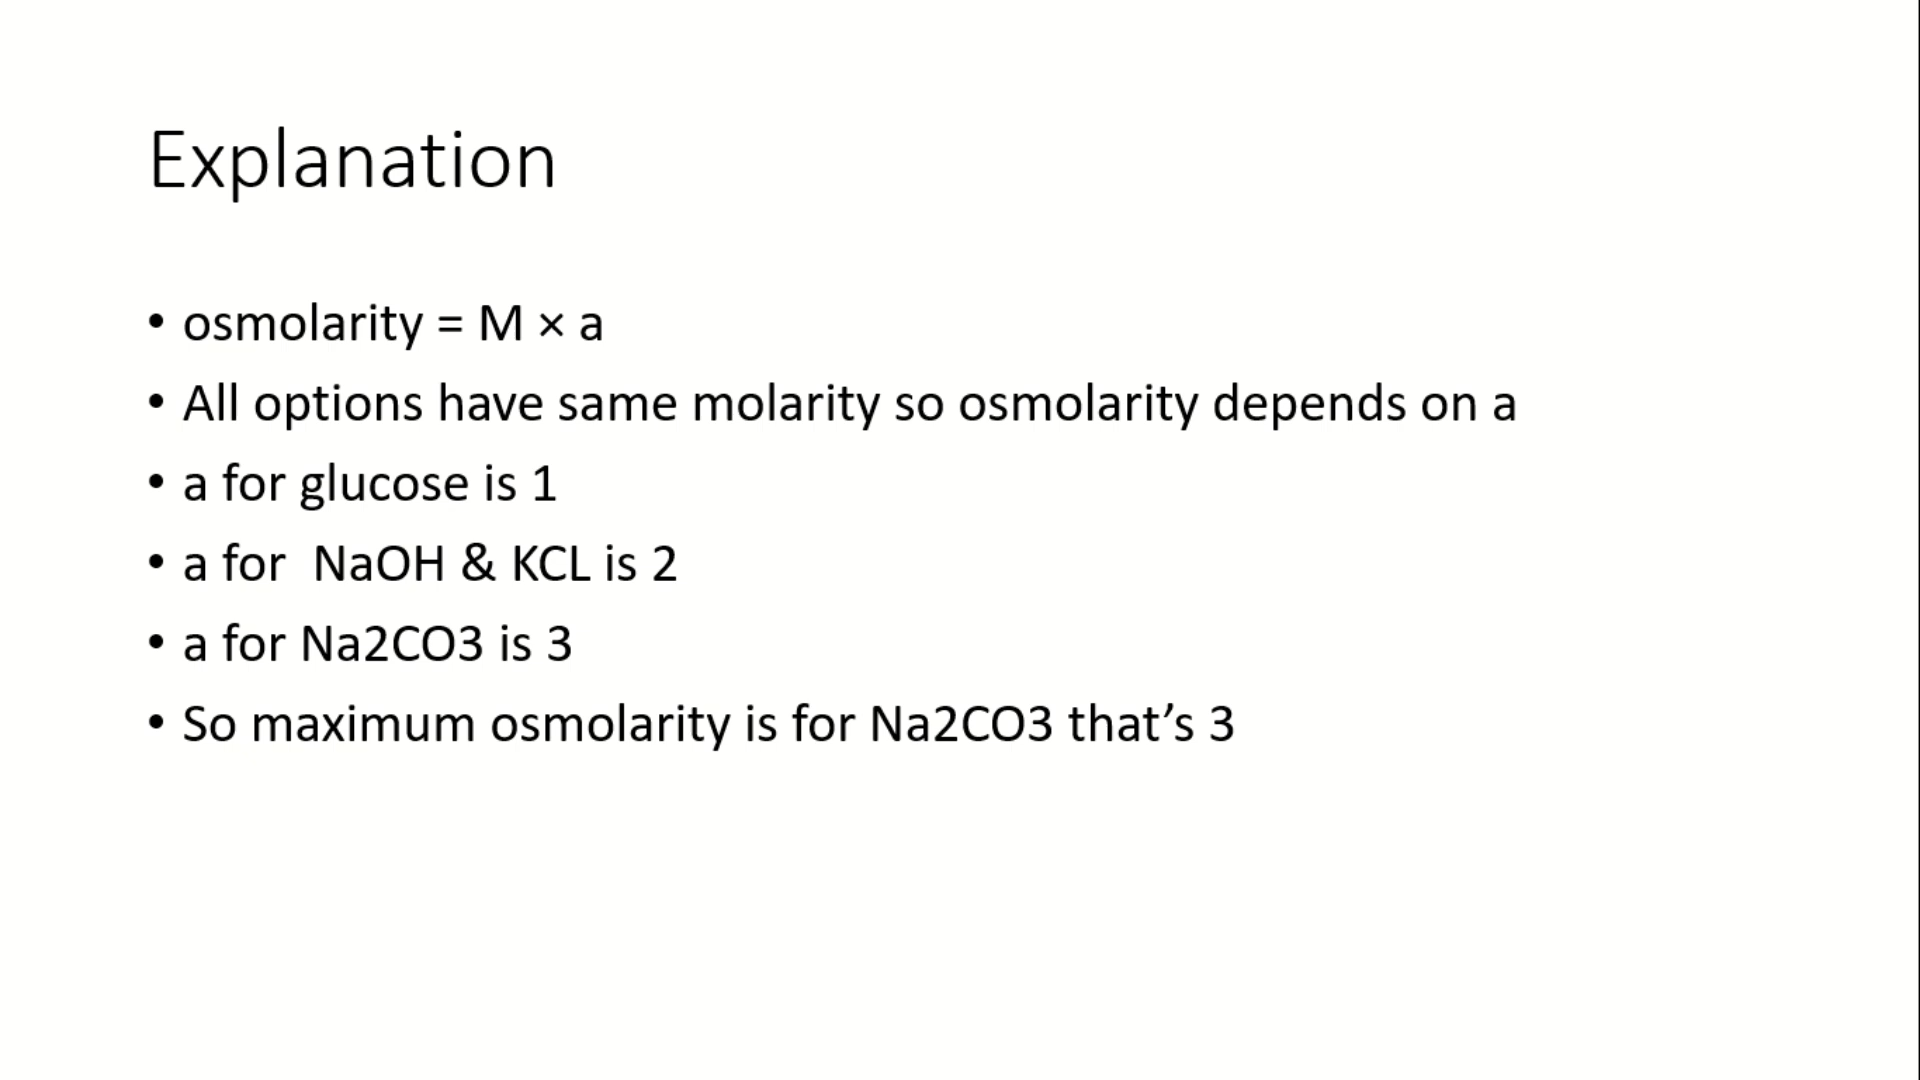 Explanation
• osmolarity = M × a
• All options have same molarity so osmolarity depends on a
• a for glucose is 1
• a for  NaOH & KCL is 2
• a for Na2CO3 is 3
• So maximum osmolarity is for Na2CO3 that’s 3